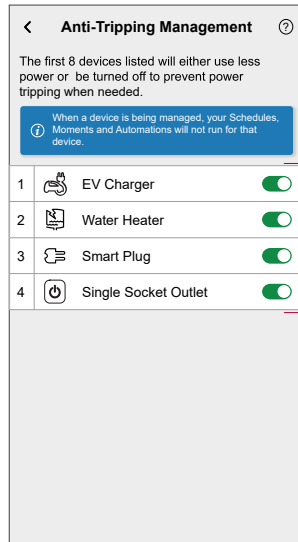 Anti-Tripping Management
The first 8 devices listed will either use less
power or be turned off to prevent power
tripping when needed.
When a device is being managed, your Schedules,
Moments and Automations will not run for that
device.
1 EV Charger
2 Water Heater
3 Smart Plug
4 Single Socket Outlet